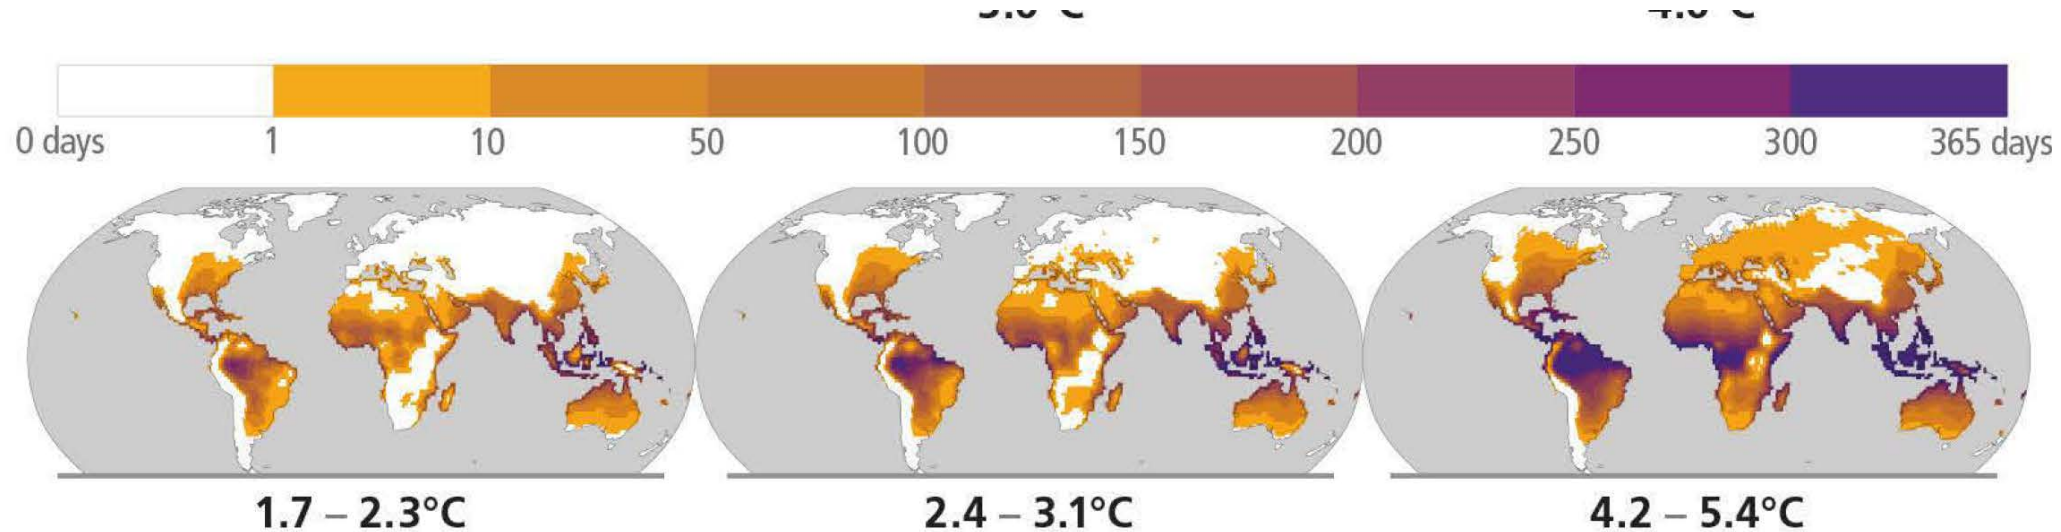 0 days 1 10 50 100 150 200 250 300 365 days
1.7 – 2.3°C 2.4 – 3.1°C 4.2 – 5.4°C